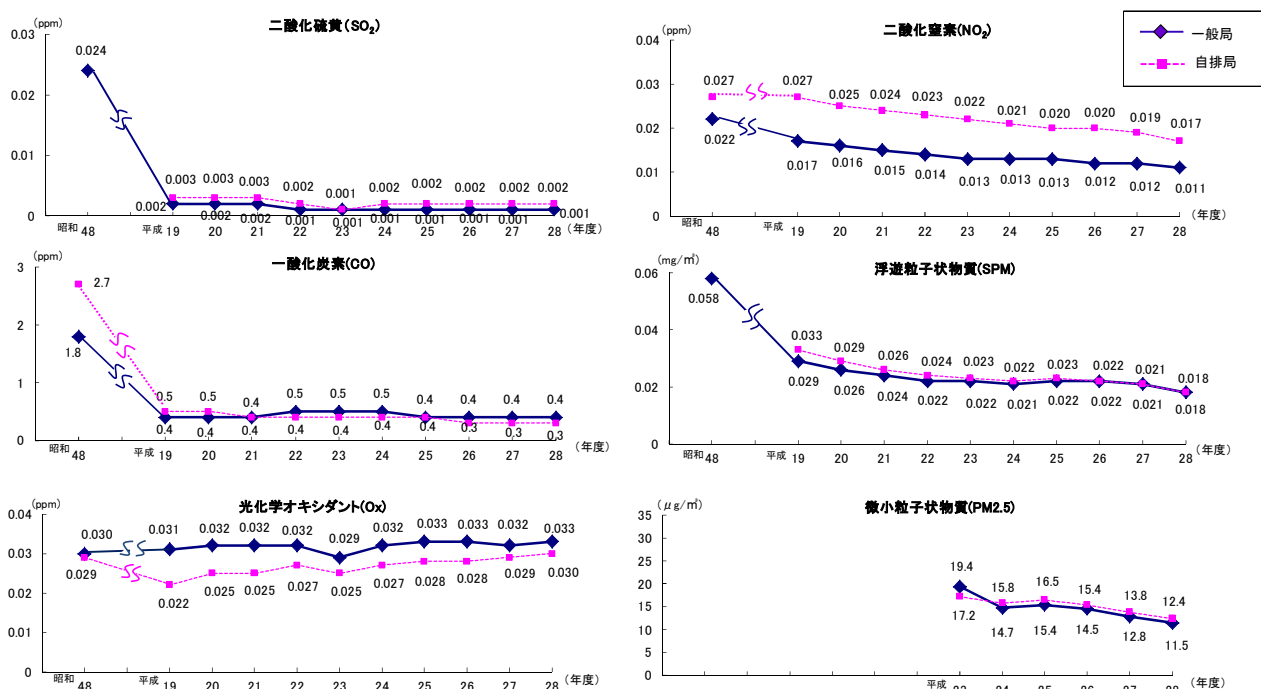 二酸化硫黄(SO₂)
(ppm)
0.03
0.02
0.01
0
0.024
0.003 0.003 0.003 0.002 0.001 0.002 0.002 0.002 0.002 0.002
0.002 0.002 0.002 0.001 0.001 0.001 0.001 0.001 0.001 0.001
昭和 48 平成 19 20 21 22 23 24 25 26 27 28 (年度)
二酸化窒素(NO₂)
(ppm)
一般局
自排局
0.04
0.03
0.02
0.01
0
0.027 0.027 0.025 0.024 0.023 0.022 0.021 0.020 0.020 0.019 0.017
0.022 0.017 0.016 0.015 0.014 0.013 0.013 0.013 0.012 0.012 0.011
昭和 48 平成 19 20 21 22 23 24 25 26 27 28 (年度)
一酸化炭素(CO)
(ppm)
3
2
1
0
2.7
1.8
0.5 0.5 0.4 0.5 0.5 0.5 0.4 0.4 0.4 0.4
0.4 0.4 0.4 0.4 0.4 0.4 0.4 0.3 0.3 0.3
昭和 48 平成 19 20 21 22 23 24 25 26 27 28 (年度)
浮遊粒子状物質(SPM)
(mg/㎥)
0.06
0.04
0.02
0
0.058
0.033 0.029 0.026 0.024 0.023 0.022 0.023 0.022 0.021 0.018
0.029 0.026 0.024 0.022 0.022 0.021 0.022 0.022 0.021 0.018
昭和 48 平成 19 20 21 22 23 24 25 26 27 28 (年度)
光化学オキシダント(Ox)
(ppm)
0.04
0.03
0.02
0.01
0
0.030 0.031 0.032 0.032 0.032 0.029 0.032 0.033 0.033 0.032 0.033
0.029 0.022 0.025 0.025 0.027 0.025 0.027 0.028 0.028 0.029 0.030
昭和 48 平成 19 20 21 22 23 24 25 26 27 28 (年度)
微小粒子状物質(PM2.5)
(μg/㎥)
35
30
25
20
15
10
5
0
19.4 15.8 16.5 15.4 13.8 12.4
17.2 14.7 15.4 14.5 12.8 11.5
平成 23 24 25 26 27 28 (年度)